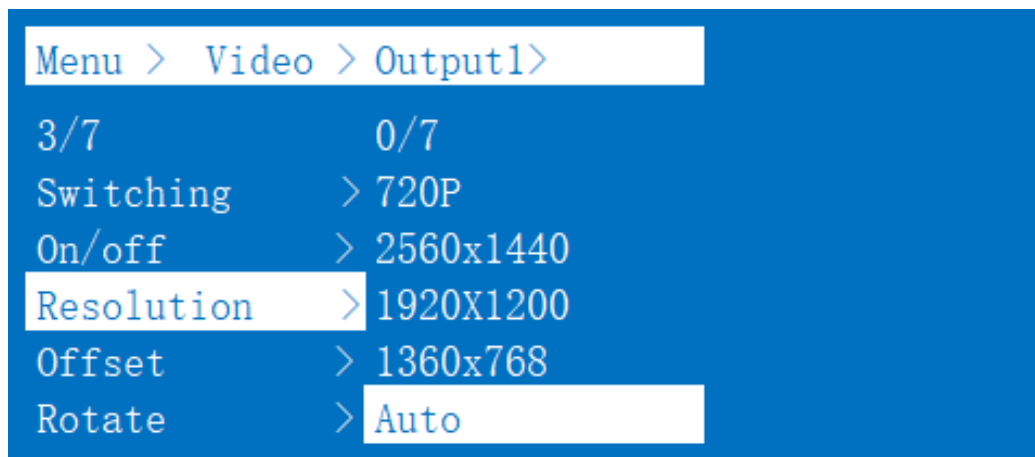 Menu > Video > Output1>
3/7 0/7
Switching > 720P
On/off > 2560x1440
Resolution > 1920X1200
Offset > 1360x768
Rotate > Auto